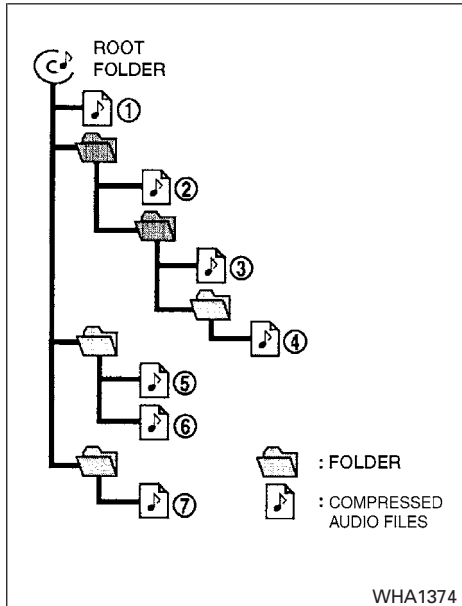 ROOT
FOLDER
①
②
③
④
⑤
⑥
⑦
: FOLDER
: COMPRESSED
AUDIO FILES
WHA1374